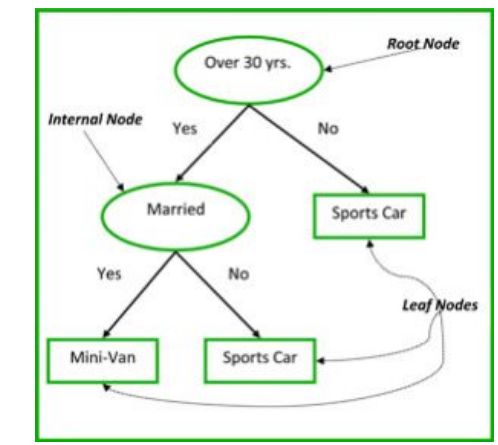 Root Node
Over 30 yrs.
Internal Node
Yes
No
Married
Sports Car
Yes
No
Leaf Nodes
Mini-Van
Sports Car